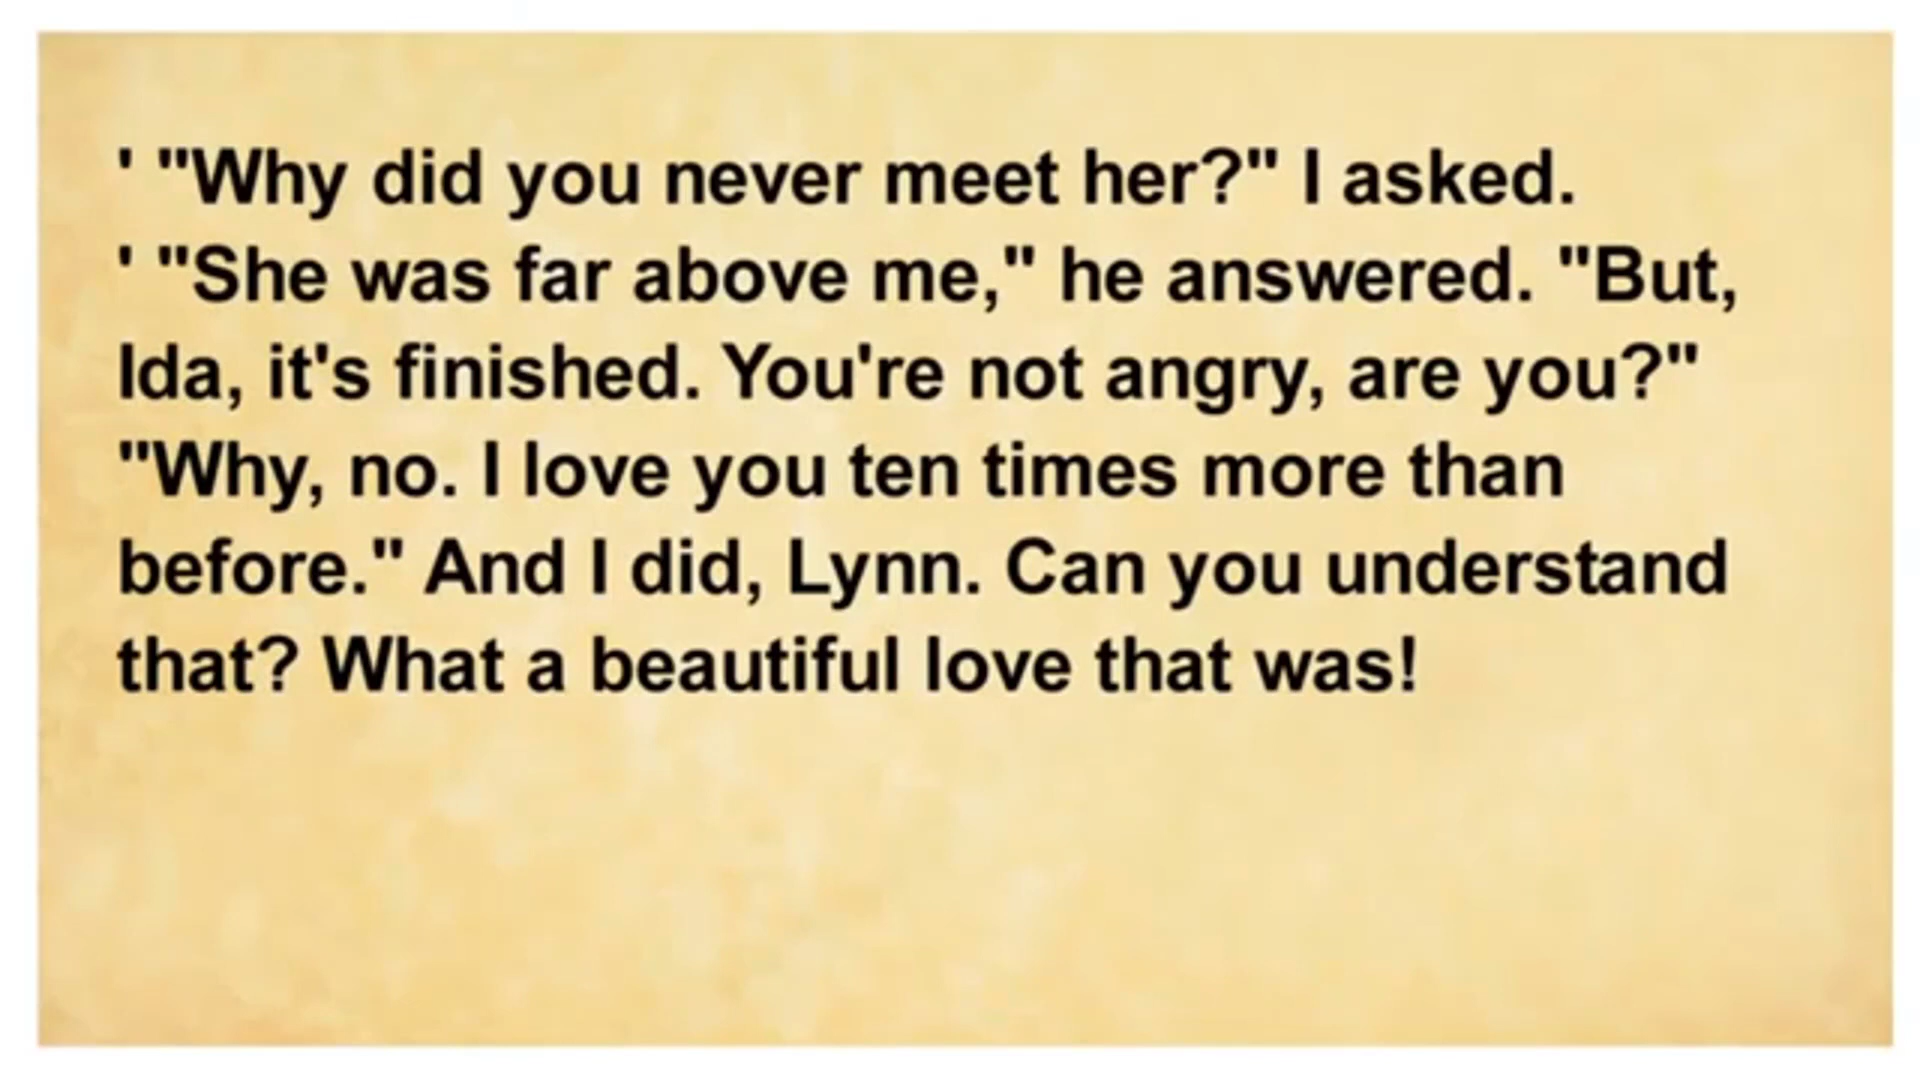 ' "Why did you never meet her?" I asked.
' "She was far above me," he answered. "But,
Ida, it's finished. You're not angry, are you?"
"Why, no. I love you ten times more than
before." And I did, Lynn. Can you understand
that? What a beautiful love that was!